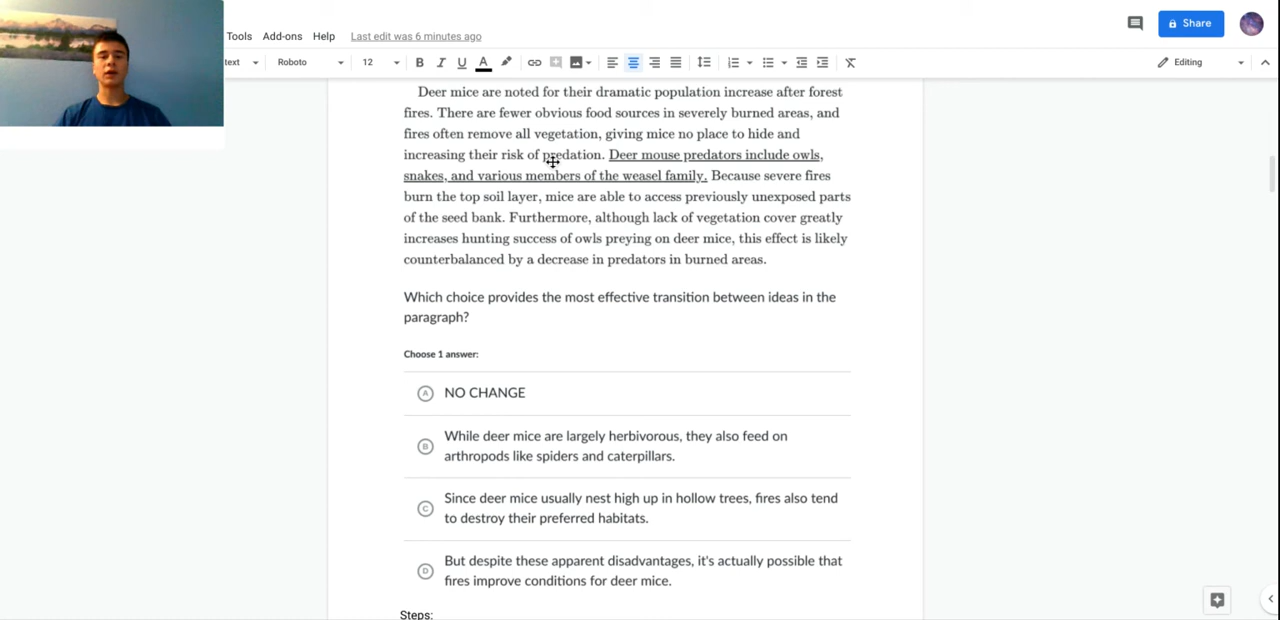 Tools Add-ons Help Last edit was 6 minutes ago
Share
text Roboto 12 B I U A Editing
Deer mice are noted for their dramatic population increase after forest
fires. There are fewer obvious food sources in severely burned areas, and
fires often remove all vegetation, giving mice no place to hide and
increasing their risk of predation. Deer mouse predators include owls,
snakes, and various members of the weasel family. Because severe fires
burn the top soil layer, mice are able to access previously unexposed parts
of the seed bank. Furthermore, although lack of vegetation cover greatly
increases hunting success of owls preying on deer mice, this effect is likely
counterbalanced by a decrease in predators in burned areas.
Which choice provides the most effective transition between ideas in the
paragraph?
Choose 1 answer:
A NO CHANGE
B While deer mice are largely herbivorous, they also feed on
arthropods like spiders and caterpillars.
C Since deer mice usually nest high up in hollow trees, fires also tend
to destroy their preferred habitats.
D But despite these apparent disadvantages, it's actually possible that
fires improve conditions for deer mice.
Steps: